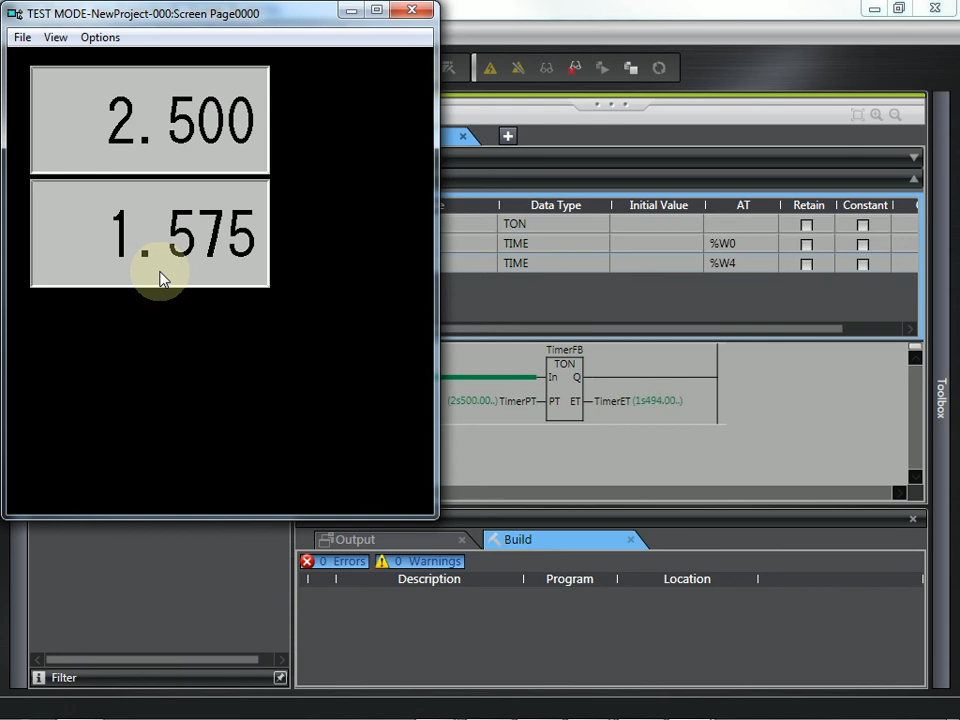 TEST MODE-NewProject-000:Screen Page0000
File View Options
2.500
1.575
Data Type Initial Value AT Retain Constant
TON
TIME %W0
TIME %W4
TimerFB
TON
In Q
(2s500.00..) TimerPT PT ET TimerET (1s494.00..)
Toolbox
Output Build
0 Errors 0 Warnings
Description Program Location
Filter